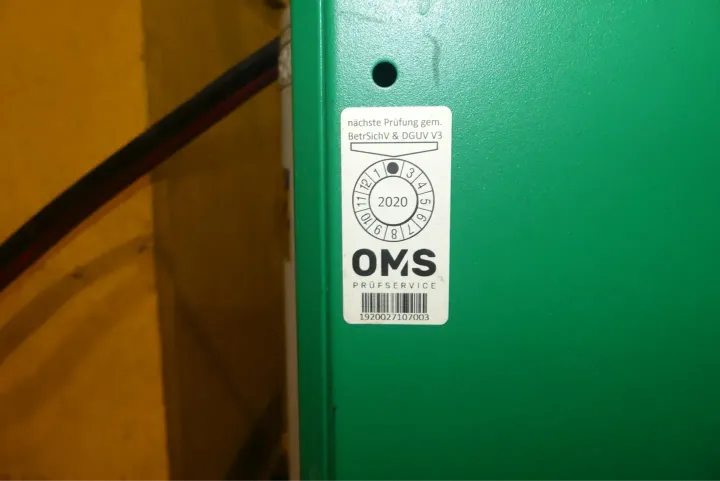 nächste Prüfung gem.
BetrSichV & DGUV V3
12 1 3
11 4
10 2020 5
9 8 7 6
OMS
PRÜFSERVICE
1920027107003